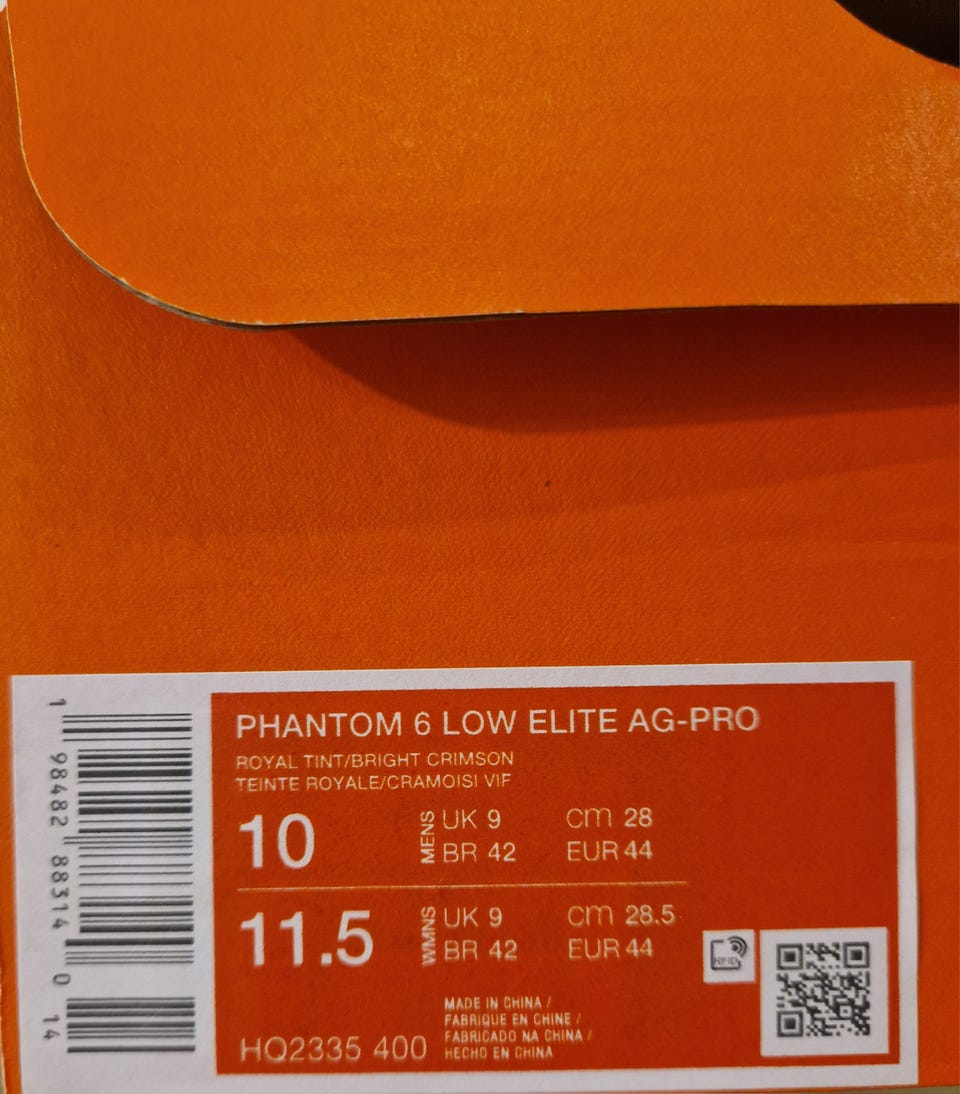 PHANTOM 6 LOW ELITE AG-PRO
ROYAL TINT/BRIGHT CRIMSON
TEINTE ROYALE/CRAMOISI VIF
10 MENS UK 9 cm 28
BR 42 EUR 44
11.5 WMNS UK 9 cm 28.5
BR 42 EUR 44
RFID
MADE IN CHINA /
FABRIQUE EN CHINE /
FABRICADO NA CHINA /
HECHO EN CHINA
HQ2335 400
1 98482 88314 0 14